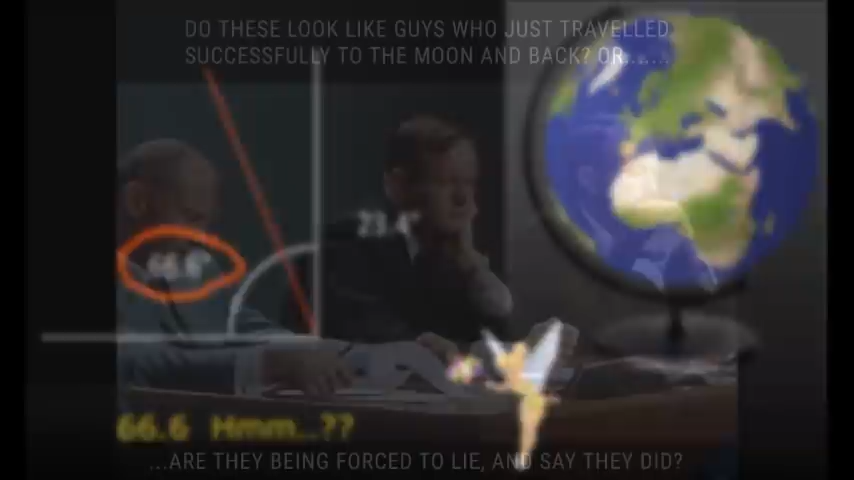 DO THESE LOOK LIKE GUYS WHO JUST TRAVELLED
SUCCESSFULLY TO THE MOON AND BACK? OR.......
23.4°
66.6°
66.6 Hmm..??
...ARE THEY BEING FORCED TO LIE, AND SAY THEY DID?